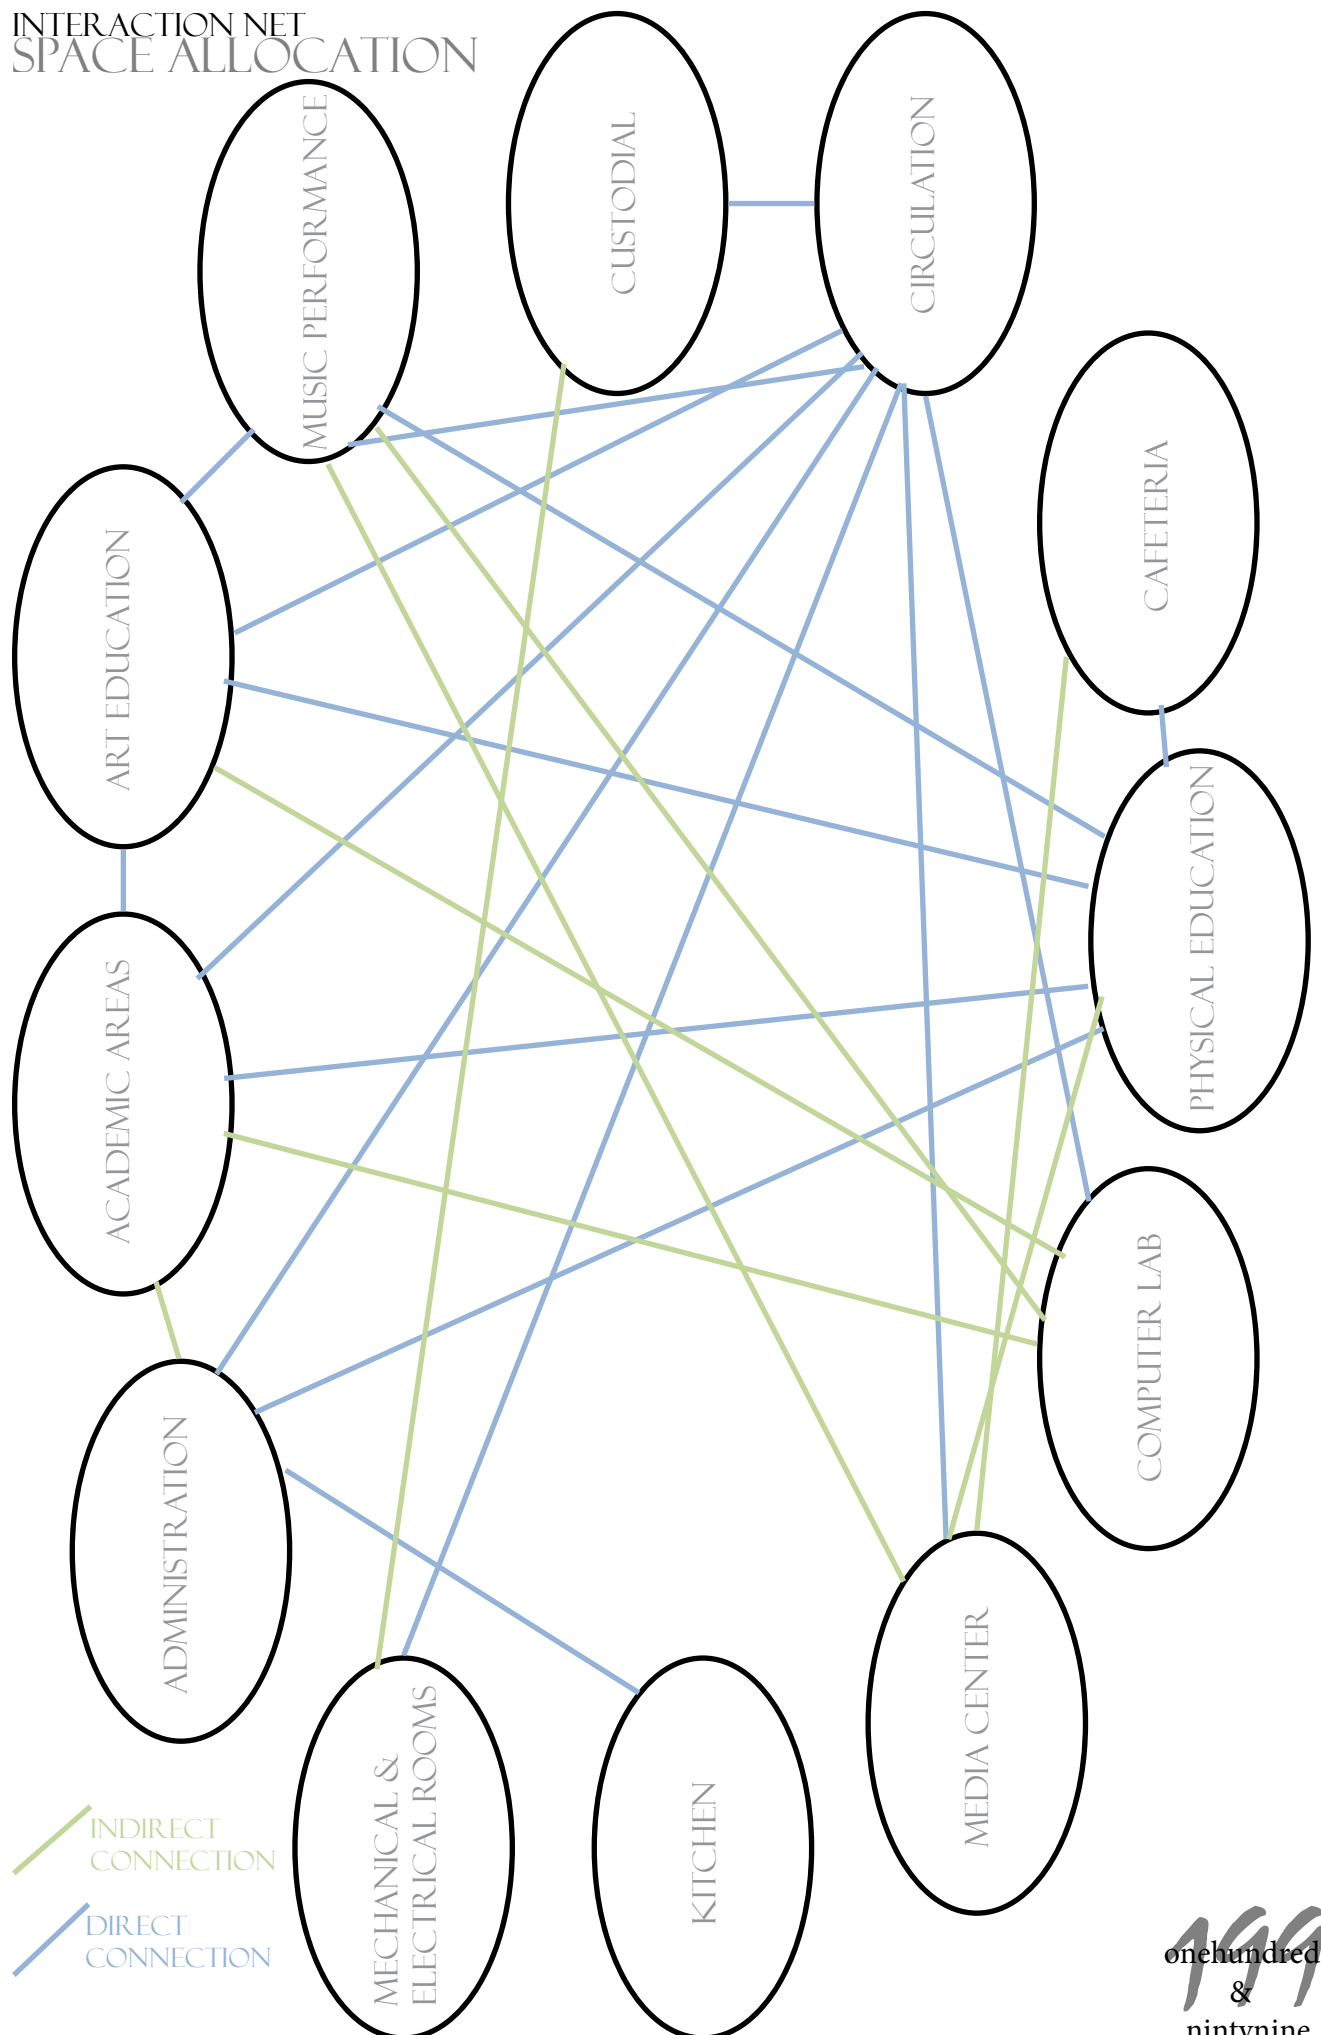 INTERACTION NET
SPACE ALLOCATION
MUSIC PERFORMANCE
CUSTODIAL
CIRCULATION
CAFETERIA
ART EDUCATION
PHYSICAL EDUCATION
ACADEMIC AREAS
COMPUTER LAB
ADMINISTRATION
MEDIA CENTER
MECHANICAL &
ELECTRICAL ROOMS
KITCHEN
INDIRECT
CONNECTION
DIRECT
CONNECTION
199
onehundred
&
nintynine